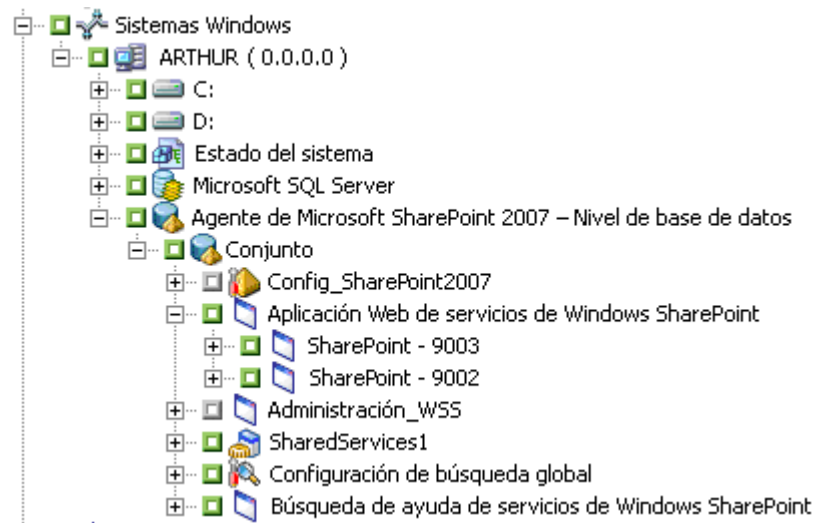 Sistemas Windows
ARTHUR ( 0.0.0.0 )
C:
D:
Estado del sistema
Microsoft SQL Server
Agente de Microsoft SharePoint 2007 – Nivel de base de datos
Conjunto
Config_SharePoint2007
Aplicación Web de servicios de Windows SharePoint
SharePoint - 9003
SharePoint - 9002
Administración_WSS
SharedServices1
Configuración de búsqueda global
Búsqueda de ayuda de servicios de Windows SharePoint